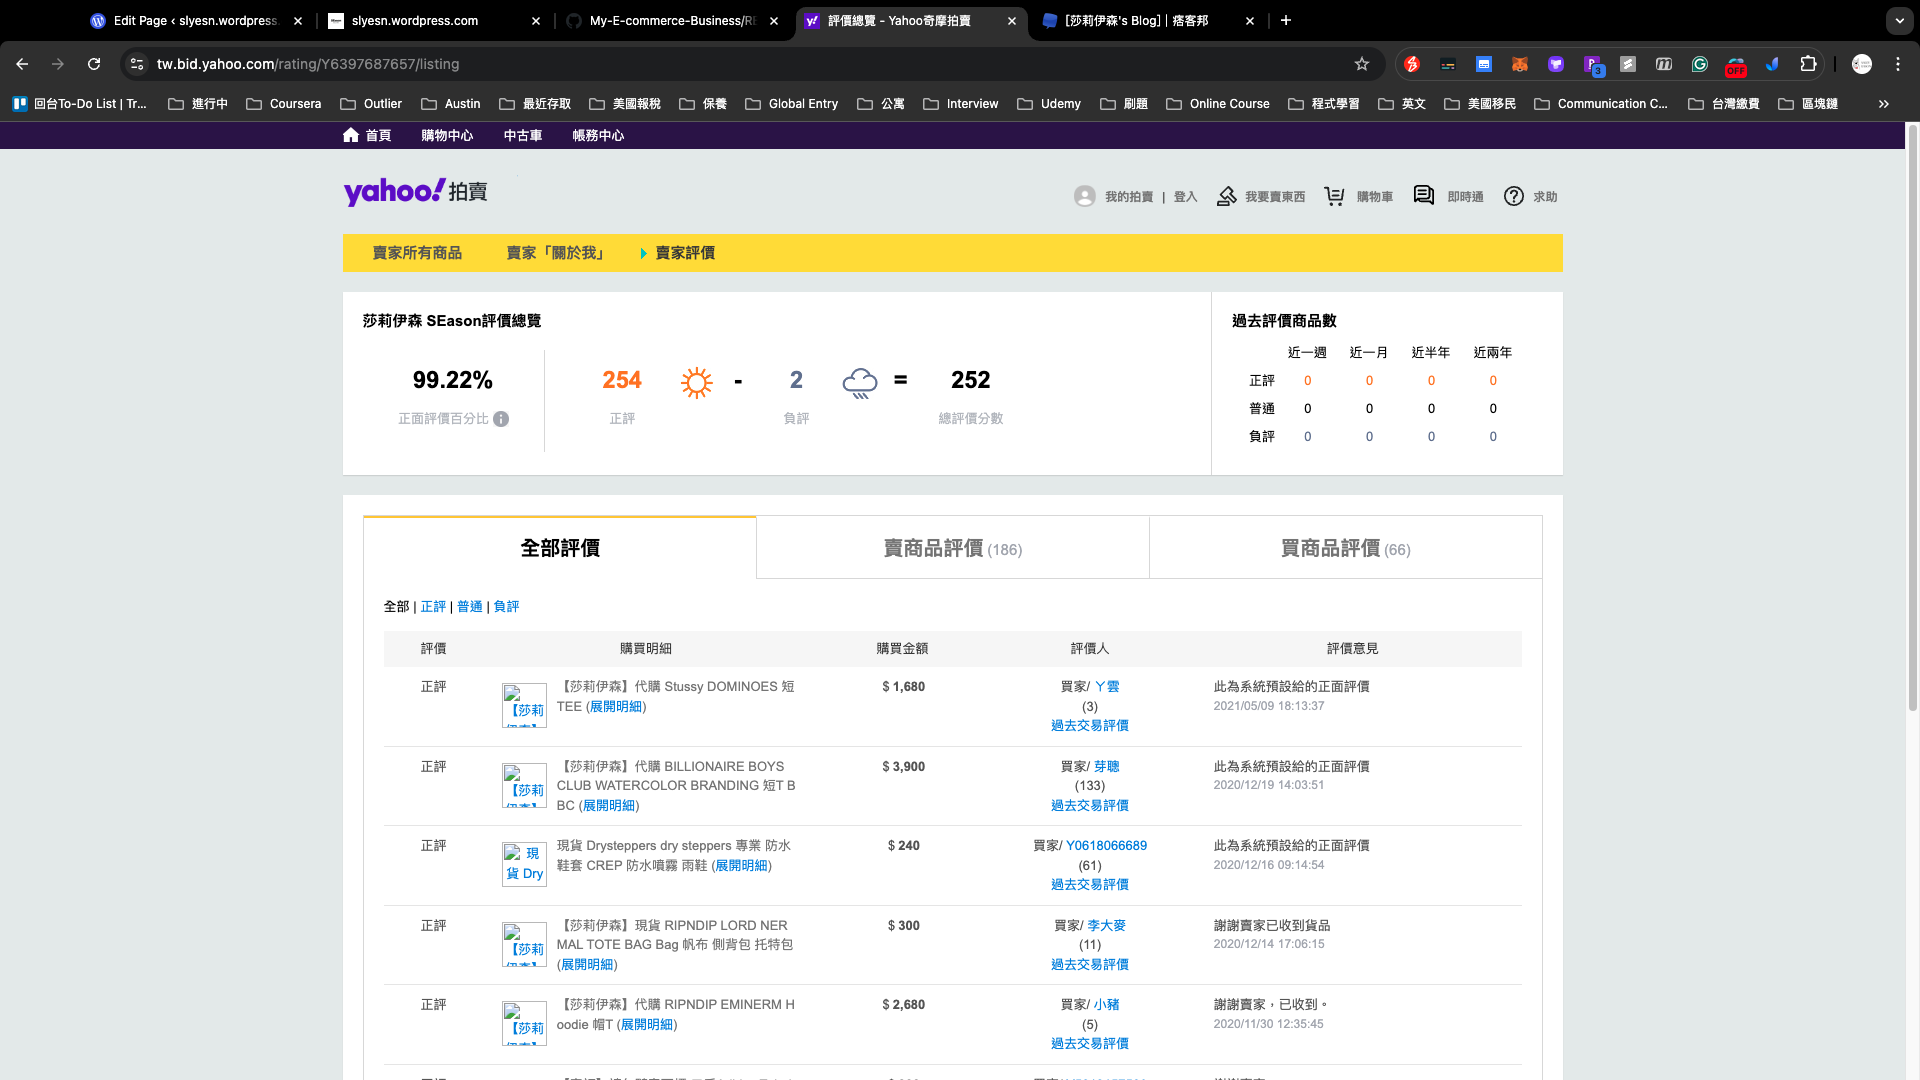 Edit Page ‹ slyesn.wordpress.
slyesn.wordpress.com
My-E-commerce-Business/RE
評價總覽 - Yahoo奇摩拍賣
[莎莉伊森's Blog] | 痞客邦
tw.bid.yahoo.com/rating/Y6397687657/listing
3
OFF
回台To-Do List | Tr...
進行中
Coursera
Outlier
Austin
最近存取
美國報稅
保養
Global Entry
公寓
Interview
Udemy
刷題
Online Course
程式學習
英文
美國移民
Communication C...
台灣繳費
區塊鏈
首頁
購物中心
中古車
帳務中心
yahoo!拍賣
我的拍賣 | 登入
我要賣東西
購物車
即時通
求助
賣家所有商品
賣家「關於我」
賣家評價
莎莉伊森 SEason評價總覽
99.22%
正面評價百分比
254
正評
-
2
負評
=
252
總評價分數
過去評價商品數
近一週 近一月 近半年 近兩年
正評 0 0 0 0
普通 0 0 0 0
負評 0 0 0 0
全部評價
賣商品評價 (186)
買商品評價 (66)
全部 | 正評 | 普通 | 負評
評價 購買明細 購買金額 評價人 評價意見
正評
【莎莉
【莎莉伊森】代購 Stussy DOMINOES 短
TEE (展開明細)
$ 1,680
買家/ ㄚ雲
(3)
過去交易評價
此為系統預設給的正面評價
2021/05/09 18:13:37
正評
【莎莉
【莎莉伊森】代購 BILLIONAIRE BOYS
CLUB WATERCOLOR BRANDING 短T B
BC (展開明細)
$ 3,900
買家/ 芽聰
(133)
過去交易評價
此為系統預設給的正面評價
2020/12/19 14:03:51
正評
現
貨 Dry
現貨 Drysteppers dry steppers 專業 防水
鞋套 CREP 防水噴霧 雨鞋 (展開明細)
$ 240
買家/ Y0618066689
(61)
過去交易評價
此為系統預設給的正面評價
2020/12/16 09:14:54
正評
【莎莉
【莎莉伊森】現貨 RIPNDIP LORD NER
MAL TOTE BAG Bag 帆布 側背包 托特包
(展開明細)
$ 300
買家/ 李大麥
(11)
過去交易評價
謝謝賣家已收到貨品
2020/12/14 17:06:15
正評
【莎莉
【莎莉伊森】代購 RIPNDIP EMINERM H
oodie 帽T (展開明細)
$ 2,680
買家/ 小豬
(5)
過去交易評價
謝謝賣家，已收到。
2020/11/30 12:35:45